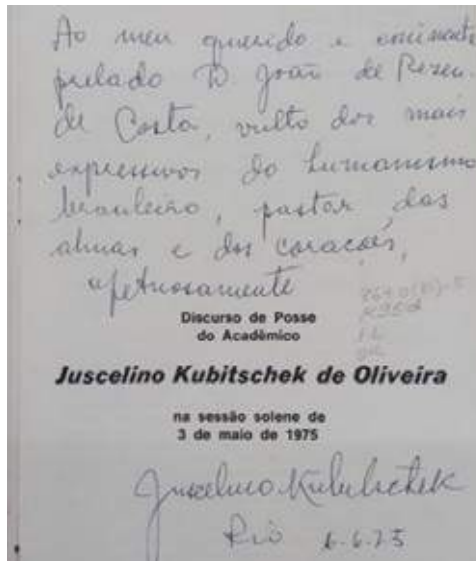 Ao meu querido e eminente
prelado D. João de Rezen-
de Costa, vulto dos mais
expressivos do humanismo
brasileiro, pastor das
almas e dos corações,
afetuosamente
Discurso de Posse
do Acadêmico
Juscelino Kubitschek de Oliveira
na sessão solene de
3 de maio de 1975
Juscelino Kubitschek
Rio 6.6.75